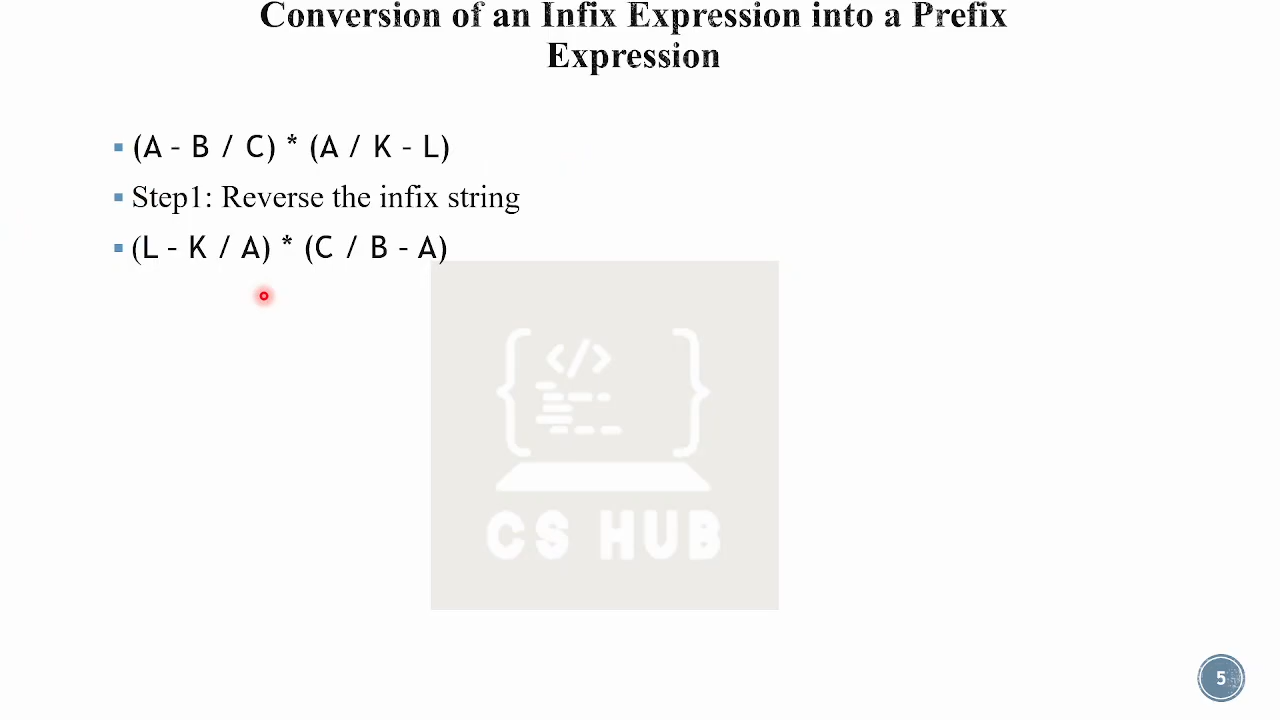 Conversion of an Infix Expression into a Prefix
Expression
(A - B / C) * (A / K - L)
Step1: Reverse the infix string
(L - K / A) * (C / B - A)
</>
CS HUB
5